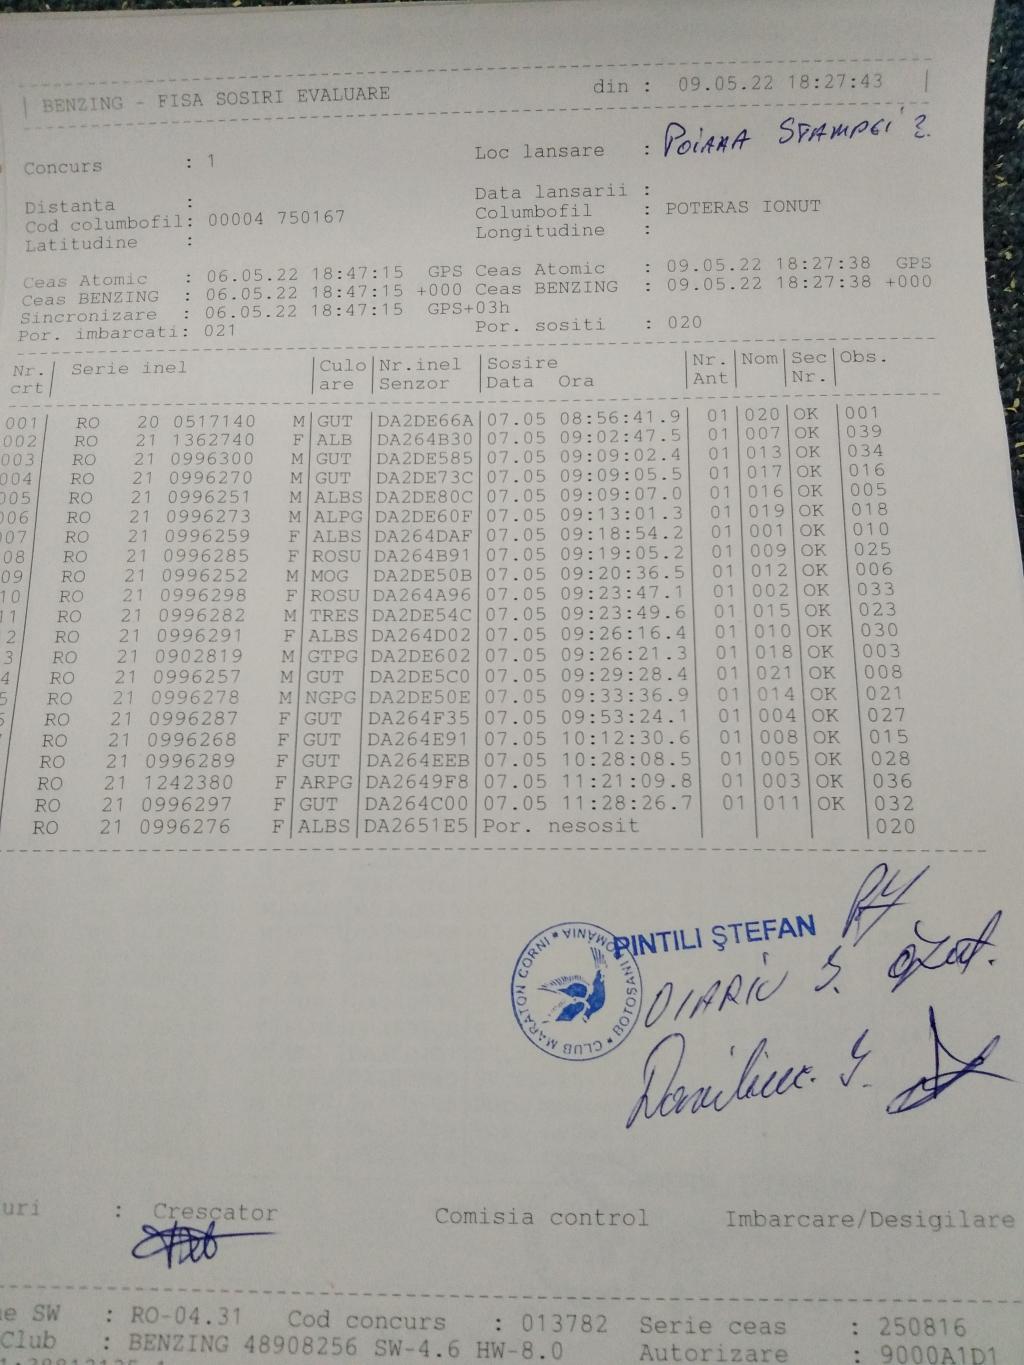 BENZING - FISA SOSIRI EVALUARE din : 09.05.22 18:27:43
Concurs : 1 Loc lansare : POIANA STAMPEI 2
Distanta : Data lansarii :
Cod columbofil: 00004 750167 Columbofil : POTERAS IONUT
Latitudine : Longitudine :
Ceas Atomic : 06.05.22 18:47:15 GPS Ceas Atomic : 09.05.22 18:27:38 GPS
Ceas BENZING : 06.05.22 18:47:15 +000 Ceas BENZING : 09.05.22 18:27:38 +000
Sincronizare : 06.05.22 18:47:15 GPS+03h
Por. imbarcati: 021 Por. sositi : 020
Nr. Serie inel Culo Nr.inel Sosire Nr. Nom Sec Obs.
crt are Senzor Data Ora Ant Nr.
001 RO 20 0517140 M GUT DA2DE66A 07.05 08:56:41.9 01 020 OK 001
002 RO 21 1362740 F ALB DA264B30 07.05 09:02:47.5 01 007 OK 039
003 RO 21 0996300 M GUT DA2DE585 07.05 09:09:02.4 01 013 OK 034
004 RO 21 0996270 M GUT DA2DE73C 07.05 09:09:05.5 01 017 OK 016
005 RO 21 0996251 M ALBS DA2DE80C 07.05 09:09:07.0 01 016 OK 005
006 RO 21 0996273 M ALPG DA2DE60F 07.05 09:13:01.3 01 019 OK 018
007 RO 21 0996259 F ALBS DA264DAF 07.05 09:18:54.2 01 001 OK 010
08 RO 21 0996285 F ROSU DA264B91 07.05 09:19:05.2 01 009 OK 025
09 RO 21 0996252 M MOG DA2DE50B 07.05 09:20:36.5 01 012 OK 006
10 RO 21 0996298 F ROSU DA264A96 07.05 09:23:47.1 01 002 OK 033
1 RO 21 0996282 M TRES DA2DE54C 07.05 09:23:49.6 01 015 OK 023
2 RO 21 0996291 F ALBS DA264D02 07.05 09:26:16.4 01 010 OK 030
3 RO 21 0902819 M GTPG DA2DE602 07.05 09:26:21.3 01 018 OK 003
4 RO 21 0996257 M GUT DA2DE5C0 07.05 09:29:28.4 01 021 OK 008
5 RO 21 0996278 M NGPG DA2DE50E 07.05 09:33:36.9 01 014 OK 021
RO 21 0996287 F GUT DA264F35 07.05 09:53:24.1 01 004 OK 027
RO 21 0996268 F GUT DA264E91 07.05 10:12:30.6 01 008 OK 015
RO 21 0996289 F GUT DA264EEB 07.05 10:28:08.5 01 005 OK 028
RO 21 1242380 F ARPG DA2649F8 07.05 11:21:09.8 01 003 OK 036
RO 21 0996297 F GUT DA264C00 07.05 11:28:26.7 01 011 OK 032
RO 21 0996276 F ALBS DA2651E5 Por. nesosit 020
PINTILI ŞTEFAN
CLUB MARATON CORNI * BOTOSANI ROMANIA *
uri : Crescator Comisia control Imbarcare/Desigilare
e SW : RO-04.31 Cod concurs : 013782 Serie ceas : 250816
Club : BENZING 48908256 SW-4.6 HW-8.0 Autorizare : 9000A1D1